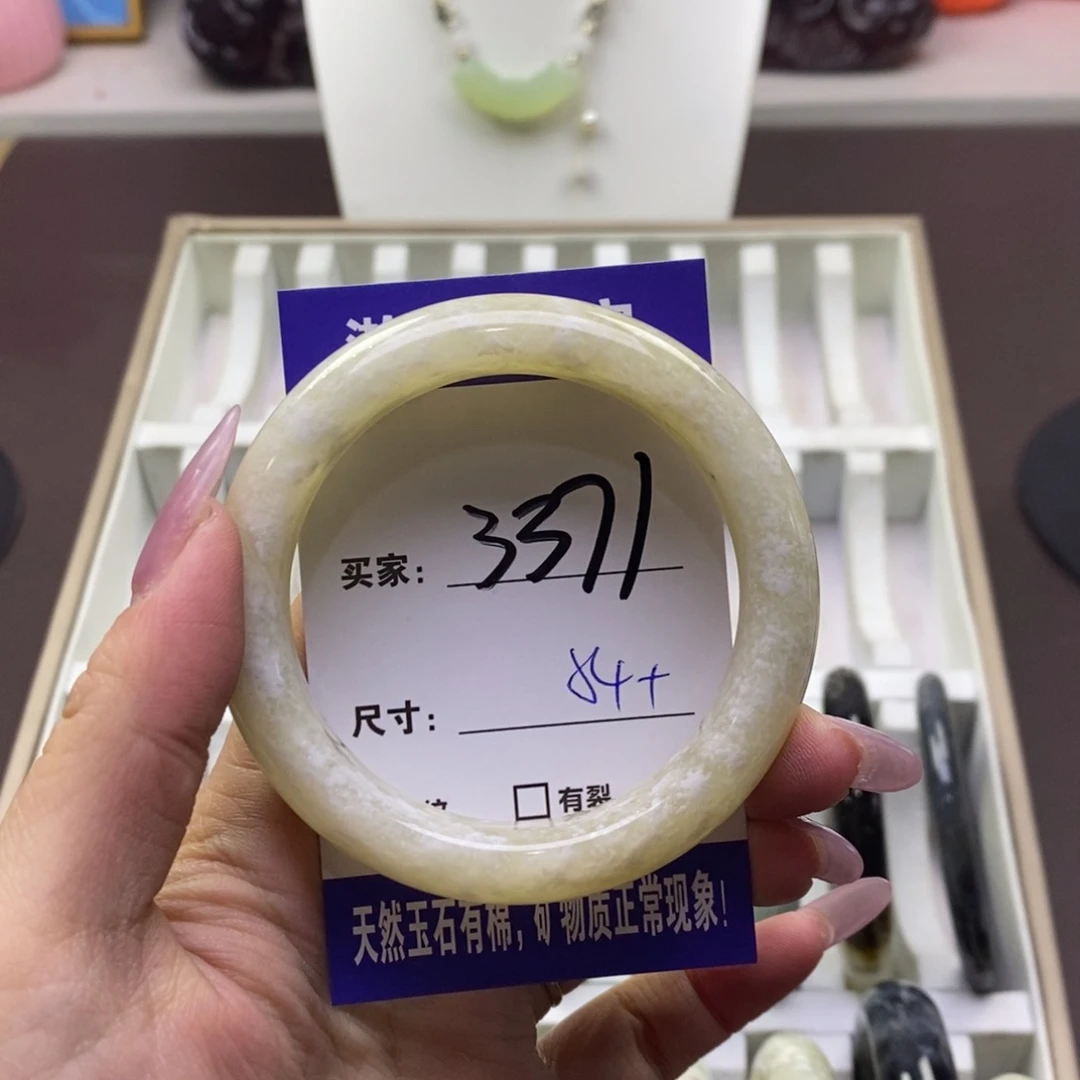 买家: 3371
尺寸: 84+
□有裂
天然玉石有棉,矿物质正常现象!